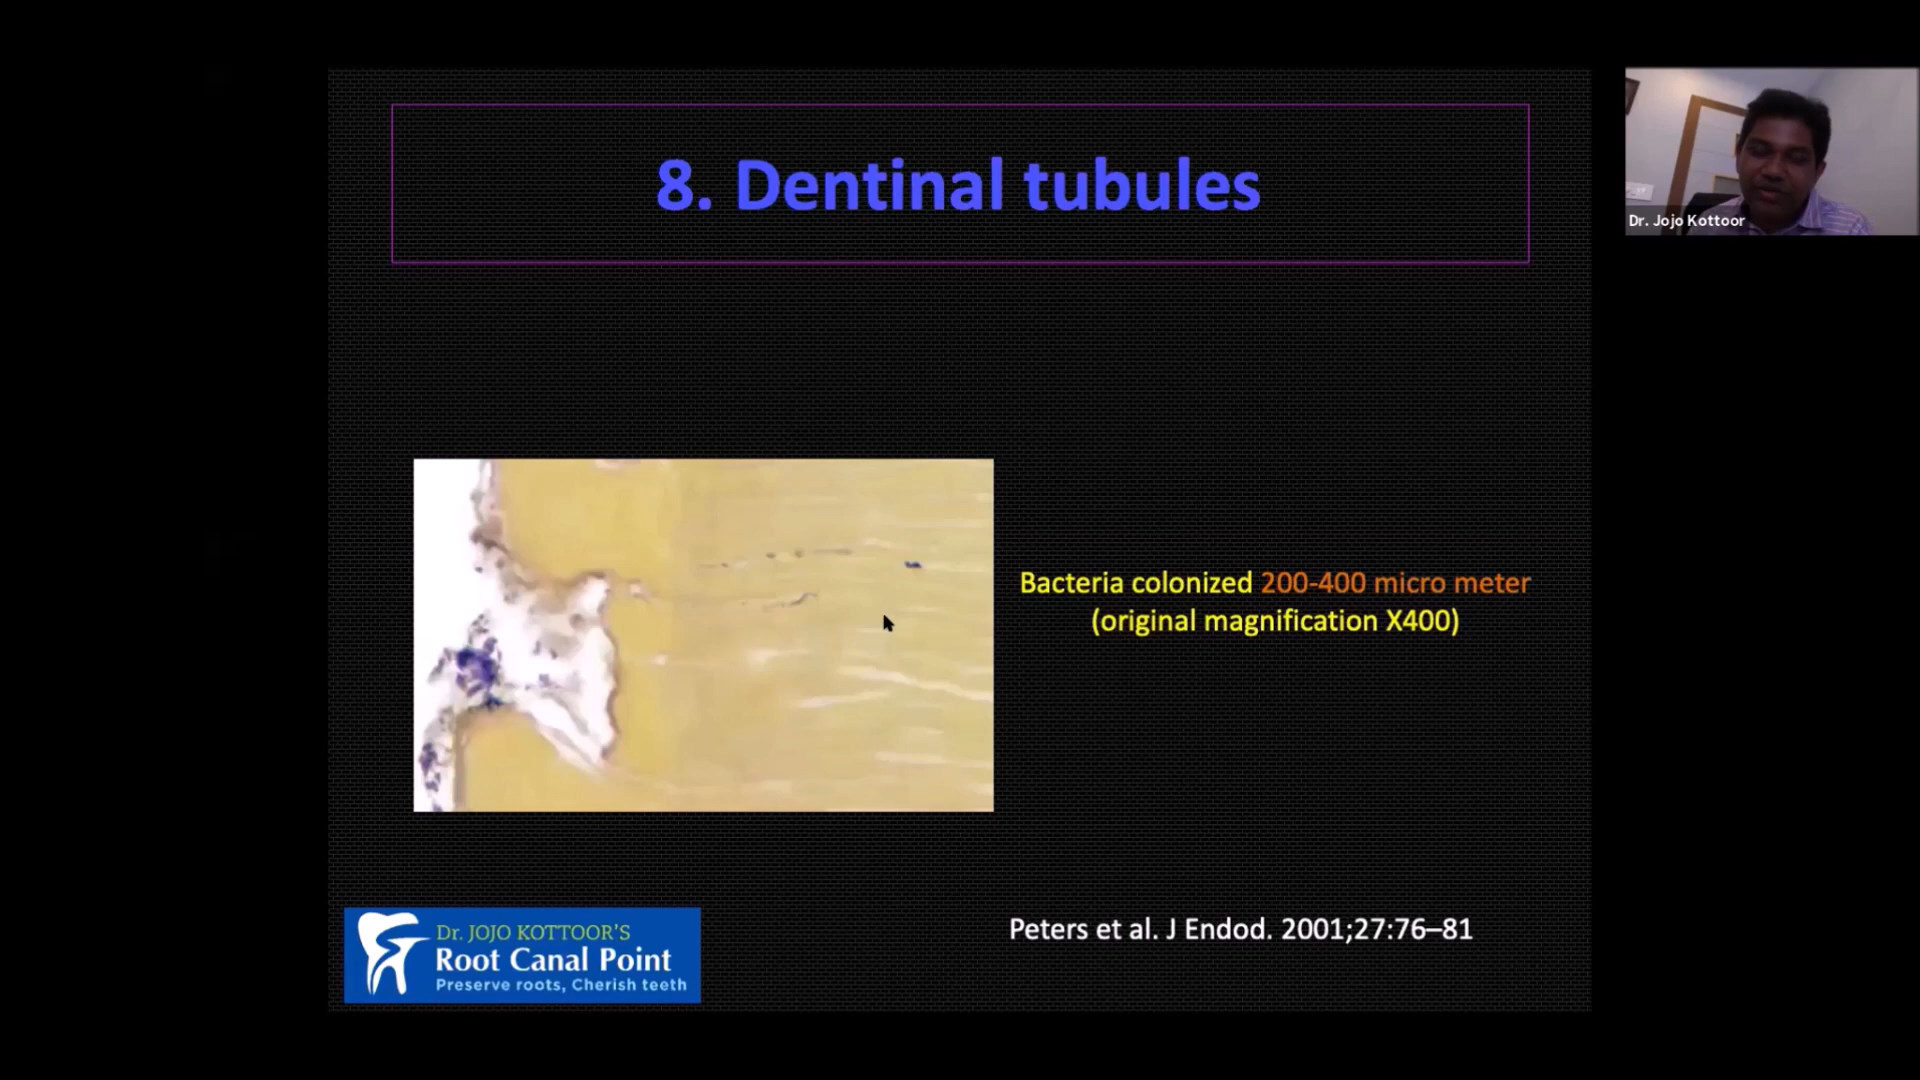 8. Dentinal tubules
Dr. Jojo Kottoor
Bacteria colonized 200-400 micro meter
(original magnification X400)
Dr. JOJO KOTTOOR'S
Root Canal Point
Preserve roots, Cherish teeth
Peters et al. J Endod. 2001;27:76–81